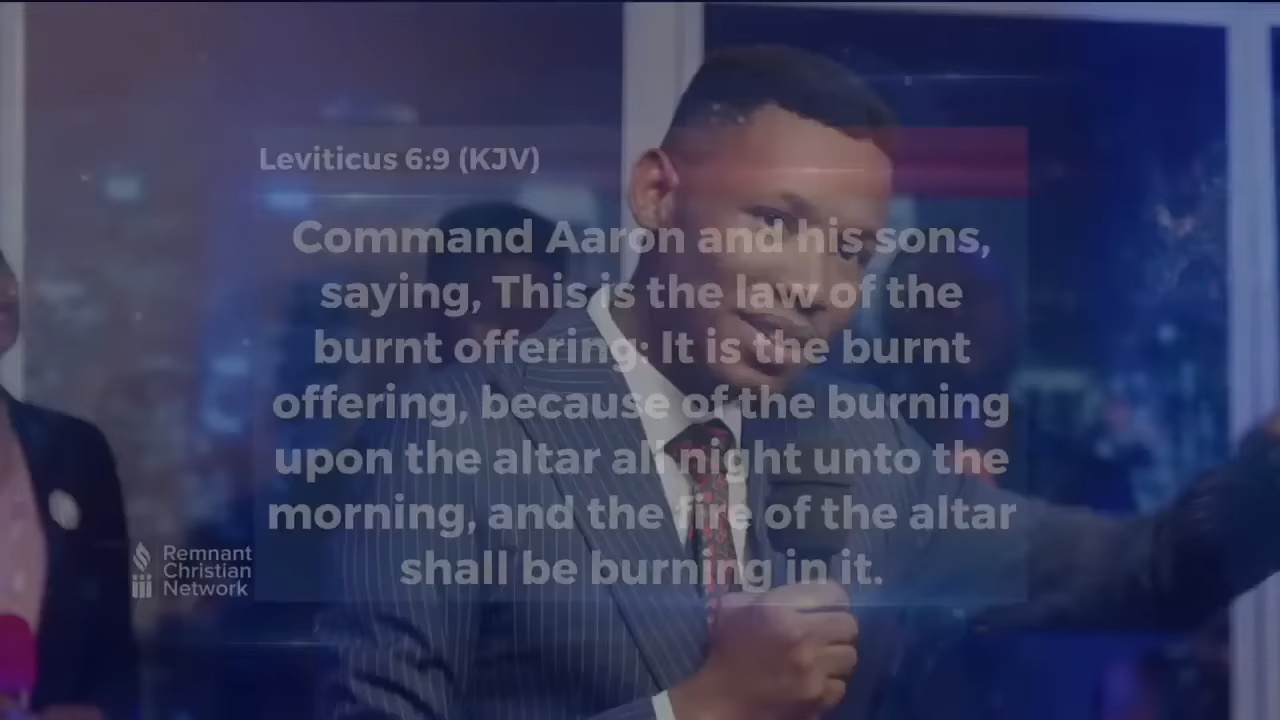 Leviticus 6:9 (KJV)
Command Aaron and his sons,
saying, This is the law of the
burnt offering: It is the burnt
offering, because of the burning
upon the altar all night unto the
morning, and the fire of the altar
shall be burning in it.
Remnant
Christian
Network